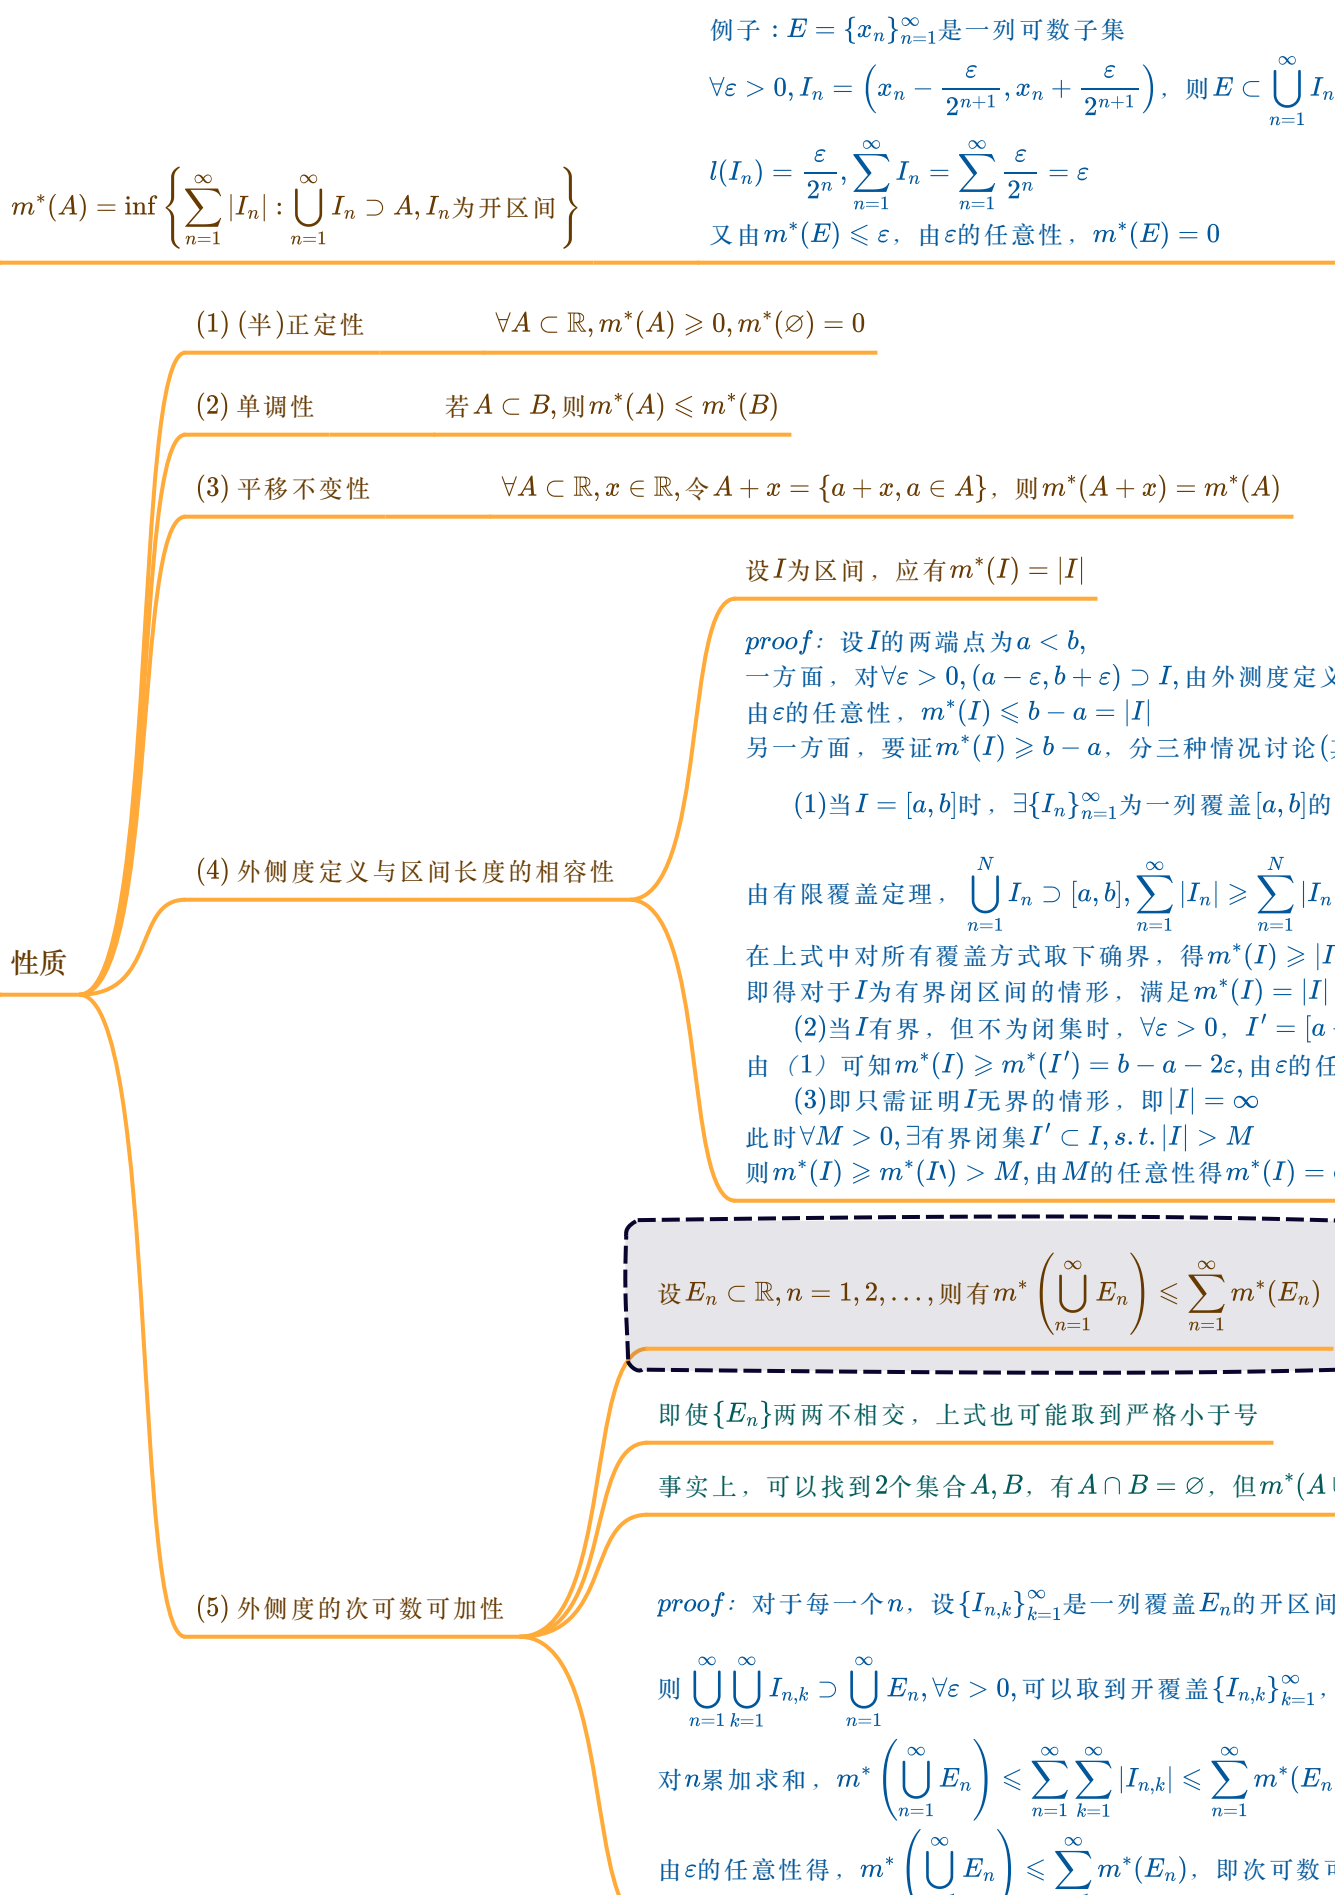 例子：E = {x_n}_{n=1}^∞是一列可数子集
∀ε > 0, I_n = (x_n − ε/2^{n+1}, x_n + ε/2^{n+1})，则E ⊂ ⋃_{n=1}^∞ I_n
l(I_n) = ε/2^n, ∑_{n=1}^∞ I_n = ∑_{n=1}^∞ ε/2^n = ε
又由m*(E) ⩽ ε，由ε的任意性，m*(E) = 0
m*(A) = inf {∑_{n=1}^∞ |I_n| : ⋃_{n=1}^∞ I_n ⊃ A, I_n为开区间}
(1) (半)正定性 ∀A ⊂ ℝ, m*(A) ⩾ 0, m*(∅) = 0
(2) 单调性 若A ⊂ B,则m*(A) ⩽ m*(B)
(3) 平移不变性 ∀A ⊂ ℝ, x ∈ ℝ,令A + x = {a + x, a ∈ A}，则m*(A + x) = m*(A)
设I为区间，应有m*(I) = |I|
proof：设I的两端点为a < b,
一方面，对∀ε > 0, (a − ε, b + ε) ⊃ I,由外测度定义
由ε的任意性，m*(I) ⩽ b − a = |I|
另一方面，要证m*(I) ⩾ b − a，分三种情况讨论(
(1)当I = [a, b]时，∃{I_n}_{n=1}^∞为一列覆盖[a, b]的
(4) 外侧度定义与区间长度的相容性
由有限覆盖定理，⋃_{n=1}^N I_n ⊃ [a, b], ∑_{n=1}^∞ |I_n| ⩾ ∑_{n=1}^N |I_n
在上式中对所有覆盖方式取下确界，得m*(I) ⩾ |I
性质
即得对于I为有界闭区间的情形，满足m*(I) = |I|
(2)当I有界，但不为闭集时，∀ε > 0，I′ = [a
由（1）可知m*(I) ⩾ m*(I′) = b − a − 2ε,由ε的任
(3)即只需证明I无界的情形，即|I| = ∞
此时∀M > 0, ∃有界闭集I′ ⊂ I, s.t. |I| > M
则m*(I) ⩾ m*(I‵) > M,由M的任意性得m*(I) =
设E_n ⊂ ℝ, n = 1, 2, …,则有m*(⋃_{n=1}^∞ E_n) ⩽ ∑_{n=1}^∞ m*(E_n)
即使{E_n}两两不相交，上式也可能取到严格小于号
事实上，可以找到2个集合A, B，有A ∩ B = ∅，但m*(A
(5) 外侧度的次可数可加性
proof：对于每一个n，设{I_{n,k}}_{k=1}^∞是一列覆盖E_n的开区间
则⋃_{n=1}^∞ ⋃_{k=1}^∞ I_{n,k} ⊃ ⋃_{n=1}^∞ E_n, ∀ε > 0,可以取到开覆盖{I_{n,k}}_{k=1}^∞，
对n累加求和，m*(⋃_{n=1}^∞ E_n) ⩽ ∑_{n=1}^∞ ∑_{k=1}^∞ |I_{n,k}| ⩽ ∑_{n=1}^∞ m*(E_n
由ε的任意性得，m*(⋃^∞ E_n) ⩽ ∑^∞ m*(E_n)，即次可数